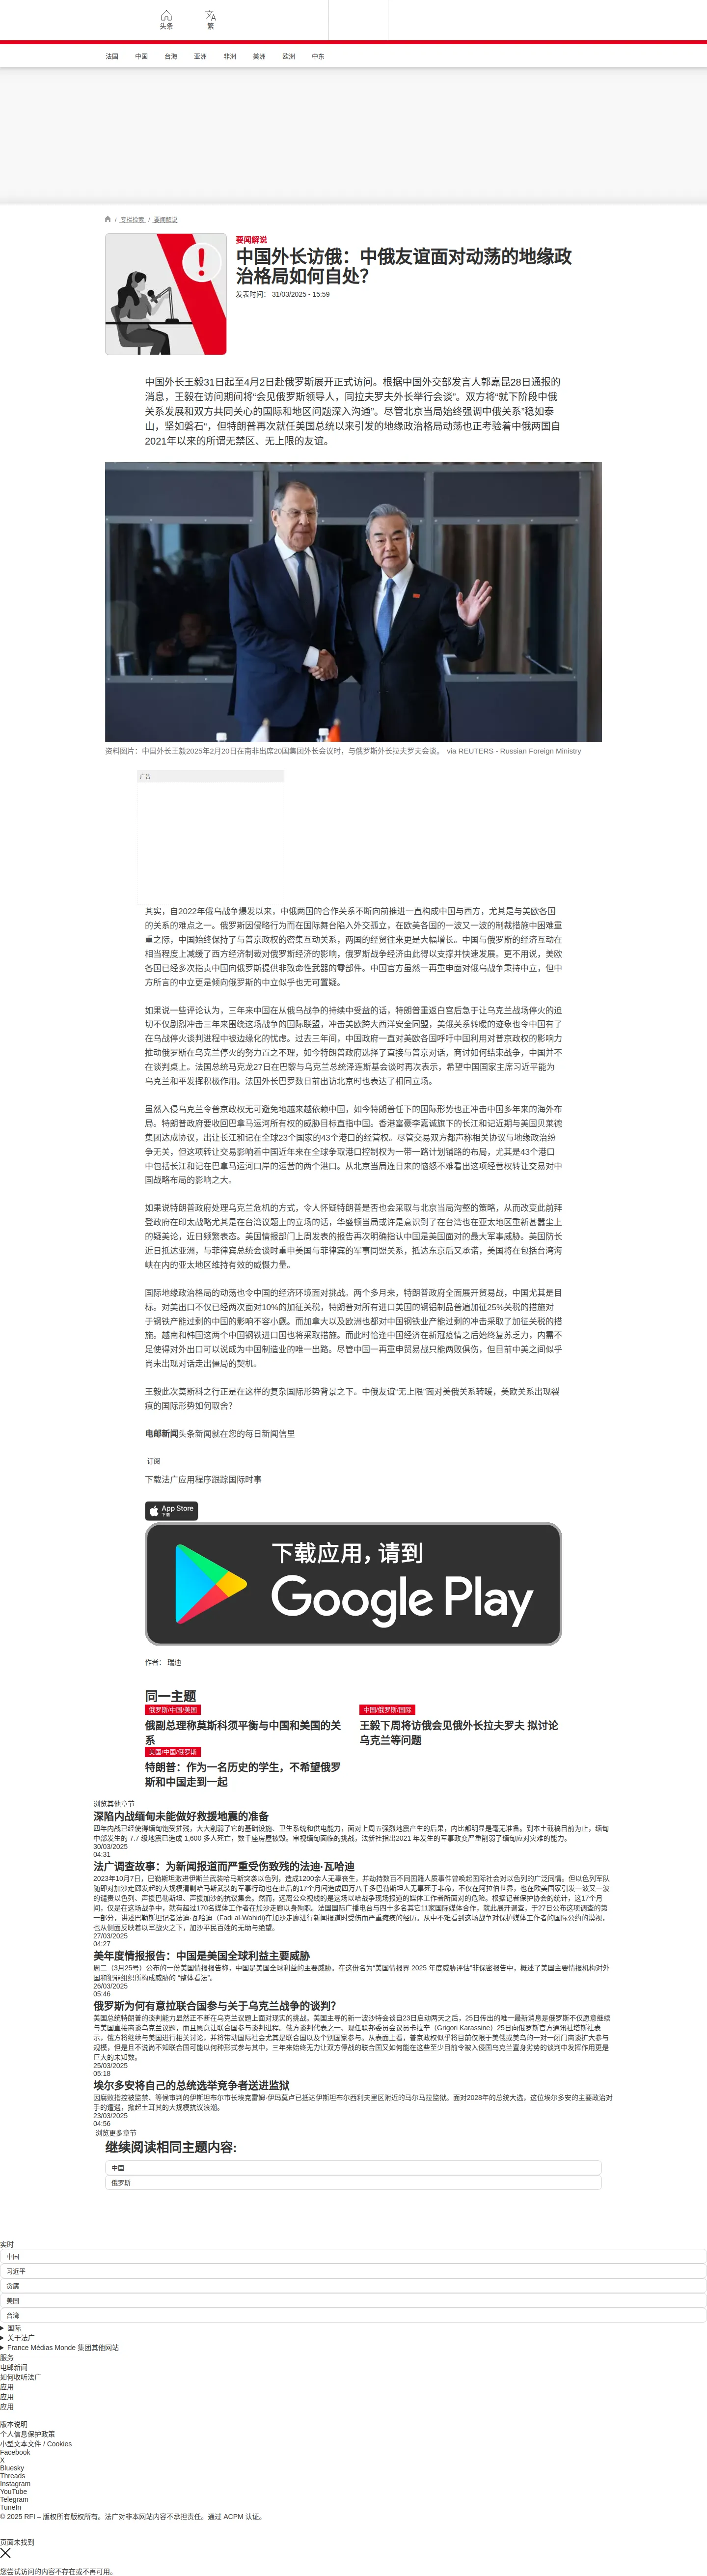 头条
繁
法国 中国 台海 亚洲 非洲 美洲 欧洲 中东
/ 专栏检索 / 要闻解说
要闻解说
中国外长访俄：中俄友谊面对动荡的地缘政
治格局如何自处？
发表时间： 31/03/2025 - 15:59
中国外长王毅31日起至4月2日赴俄罗斯展开正式访问。根据中国外交部发言人郭嘉昆28日通报的
消息，王毅在访问期间将“会见俄罗斯领导人，同拉夫罗夫外长举行会谈”。双方将“就下阶段中俄
关系发展和双方共同关心的国际和地区问题深入沟通”。尽管北京当局始终强调中俄关系”稳如泰
山，坚如磐石“，但特朗普再次就任美国总统以来引发的地缘政治格局动荡也正考验着中俄两国自
2021年以来的所谓无禁区、无上限的友谊。
资料图片：中国外长王毅2025年2月20日在南非出席20国集团外长会议时，与俄罗斯外长拉夫罗夫会谈。 via REUTERS - Russian Foreign Ministry
广告
其实，自2022年俄乌战争爆发以来，中俄两国的合作关系不断向前推进一直构成中国与西方，尤其是与美欧各国
的关系的难点之一。俄罗斯因侵略行为而在国际舞台陷入外交孤立，在欧美各国的一波又一波的制裁措施中困难重
重之际，中国始终保持了与普京政权的密集互动关系，两国的经贸往来更是大幅增长。中国与俄罗斯的经济互动在
相当程度上减缓了西方经济制裁对俄罗斯经济的影响，俄罗斯战争经济由此得以支撑并快速发展。更不用说，美欧
各国已经多次指责中国向俄罗斯提供非致命性武器的零部件。中国官方虽然一再重申面对俄乌战争秉持中立，但中
方所言的中立更是倾向俄罗斯的中立似乎也无可置疑。
如果说一些评论认为，三年来中国在从俄乌战争的持续中受益的话，特朗普重返白宫后急于让乌克兰战场停火的迫
切不仅剧烈冲击三年来围绕这场战争的国际联盟，冲击美欧跨大西洋安全同盟，美俄关系转暖的迹象也令中国有了
在乌战停火谈判进程中被边缘化的忧虑。过去三年间，中国政府一直对美欧各国呼吁中国利用对普京政权的影响力
推动俄罗斯在乌克兰停火的努力置之不理，如今特朗普政府选择了直接与普京对话，商讨如何结束战争，中国并不
在谈判桌上。法国总统马克龙27日在巴黎与乌克兰总统泽连斯基会谈时再次表示，希望中国国家主席习近平能为
乌克兰和平发挥积极作用。法国外长巴罗数日前出访北京时也表达了相同立场。
虽然入侵乌克兰令普京政权无可避免地越来越依赖中国，如今特朗普任下的国际形势也正冲击中国多年来的海外布
局。特朗普政府要收回巴拿马运河所有权的威胁目标直指中国。香港富豪李嘉诚旗下的长江和记近期与美国贝莱德
集团达成协议，出让长江和记在全球23个国家的43个港口的经营权。尽管交易双方都声称相关协议与地缘政治纷
争无关，但这项转让交易影响着中国近年来在全球争取港口控制权为一带一路计划铺路的布局，尤其是43个港口
中包括长江和记在巴拿马运河口岸的运营的两个港口。从北京当局连日来的恼怒不难看出这项经营权转让交易对中
国战略布局的影响之大。
如果说特朗普政府处理乌克兰危机的方式，令人怀疑特朗普是否也会采取与北京当局沟壑的策略，从而改变此前拜
登政府在印太战略尤其是在台湾议题上的立场的话，华盛顿当局或许是意识到了在台湾也在亚太地区重新甚嚣尘上
的疑美论，近日频繁表态。美国情报部门上周发表的报告再次明确指认中国是美国面对的最大军事威胁。美国防长
近日抵达亚洲，与菲律宾总统会谈时重申美国与菲律宾的军事同盟关系，抵达东京后又承诺，美国将在包括台湾海
峡在内的亚太地区维持有效的威慑力量。
国际地缘政治格局的动荡也令中国的经济环境面对挑战。两个多月来，特朗普政府全面展开贸易战，中国尤其是目
标。对美出口不仅已经两次面对10%的加征关税，特朗普对所有进口美国的钢铝制品普遍加征25%关税的措施对
于钢铁产能过剩的中国的影响不容小觑。而加拿大以及欧洲也都对中国钢铁业产能过剩的冲击采取了加征关税的措
施。越南和韩国这两个中国钢铁进口国也将采取措施。而此时恰逢中国经济在新冠疫情之后始终复苏乏力，内需不
足使得对外出口可以说成为中国制造业的唯一出路。尽管中国一再重申贸易战只能两败俱伤，但目前中美之间似乎
尚未出现对话走出僵局的契机。
王毅此次莫斯科之行正是在这样的复杂国际形势背景之下。中俄友谊“无上限”面对美俄关系转暖，美欧关系出现裂
痕的国际形势如何取舍？
电邮新闻头条新闻就在您的每日新闻信里
订阅
下载法广应用程序跟踪国际时事
App Store
下载
下载应用，请到
Google Play
作者： 瑞迪
同一主题
俄罗斯/中国/美国
俄副总理称莫斯科须平衡与中国和美国的关
系
中国/俄罗斯/国际
王毅下周将访俄会见俄外长拉夫罗夫 拟讨论
乌克兰等问题
美国/中国/俄罗斯
特朗普：作为一名历史的学生，不希望俄罗
斯和中国走到一起
浏览其他章节
深陷内战缅甸未能做好救援地震的准备
四年内战已经使得缅甸饱受摧残，大大削弱了它的基础设施、卫生系统和供电能力，面对上周五强烈地震产生的后果，内比都明显是毫无准备。到本土截稿目前为止，缅甸
中部发生的 7.7 级地震已造成 1,600 多人死亡，数千座房屋被毁。审视缅甸面临的挑战，法新社指出2021 年发生的军事政变严重削弱了缅甸应对灾难的能力。
30/03/2025
04:31
法广调查故事：为新闻报道而严重受伤致残的法迪·瓦哈迪
2023年10月7日，巴勒斯坦激进伊斯兰武装哈马斯突袭以色列，造成1200余人无辜丧生，并劫持数百不同国籍人质事件曾唤起国际社会对以色列的广泛同情。但以色列军队
随即对加沙走廊发起的大规模清剿哈马斯武装的军事行动也在此后的17个月间造成四万八千多巴勒斯坦人无辜死于非命，不仅在阿拉伯世界，也在欧美国家引发一波又一波
的谴责以色列、声援巴勒斯坦、声援加沙的抗议集会。然而，远离公众视线的是这场以哈战争现场报道的媒体工作者所面对的危险。根据记者保护协会的统计，这17个月
间，仅是在这场战争中，就有超过170名媒体工作者在加沙走廊以身殉职。法国国际广播电台与四十多名其它11家国际媒体合作，就此展开调查，于27日公布这项调查的第
一部分，讲述巴勒斯坦记者法迪·瓦哈迪（Fadi al-Wahidi)在加沙走廊进行新闻报道时受伤而严重瘫痪的经历。从中不难看到这场战争对保护媒体工作者的国际公约的漠视，
也从侧面反映着以军战火之下，加沙平民百姓的无助与绝望。
27/03/2025
04:27
美年度情报报告：中国是美国全球利益主要威胁
周二（3月25号）公布的一份美国情报报告称，中国是美国全球利益的主要威胁。在这份名为“美国情报界 2025 年度威胁评估”非保密报告中，概述了美国主要情报机构对外
国和犯罪组织所构成威胁的 “整体看法”。
26/03/2025
05:46
俄罗斯为何有意拉联合国参与关于乌克兰战争的谈判？
美国总统特朗普的谈判能力显然正不断在乌克兰议题上面对现实的挑战。美国主导的新一波沙特会谈自23日启动两天之后，25日传出的唯一最新消息是俄罗斯不仅愿意继续
与美国直接商谈乌克兰议题，而且愿意让联合国参与谈判进程。俄方谈判代表之一、现任联邦委员会议员卡拉辛（Grigori Karassine）25日向俄罗斯官方通讯社塔斯社表
示，俄方将继续与美国进行相关讨论，并将带动国际社会尤其是联合国以及个别国家参与。从表面上看，普京政权似乎将目前仅限于美俄或美乌的一对一闭门商谈扩大参与
规模，但是且不说尚不知联合国可能以何种形式参与其中，三年来始终无力让双方停战的联合国又如何能在这些至少目前令被入侵国乌克兰置身劣势的谈判中发挥作用更是
巨大的未知数。
25/03/2025
05:18
埃尔多安将自己的总统选举竞争者送进监狱
因腐败指控被监禁、等候审判的伊斯坦布尔市长埃克雷姆·伊玛莫卢已抵达伊斯坦布尔西利夫里区附近的马尔马拉监狱。面对2028年的总统大选，这位埃尔多安的主要政治对
手的遭遇，掀起土耳其的大规模抗议浪潮。
23/03/2025
04:56
浏览更多章节
继续阅读相同主题内容:
中国
俄罗斯
实时
中国
习近平
贪腐
美国
台湾
国际
关于法广
France Médias Monde 集团其他网站
服务
电邮新闻
如何收听法广
应用
应用
应用
版本说明
个人信息保护政策
小型文本文件 / Cookies
Facebook
X
Bluesky
Threads
Instagram
YouTube
Telegram
TuneIn
© 2025 RFI – 版权所有版权所有。法广对非本网站内容不承担责任。通过 ACPM 认证。
页面未找到
您尝试访问的内容不存在或不再可用。